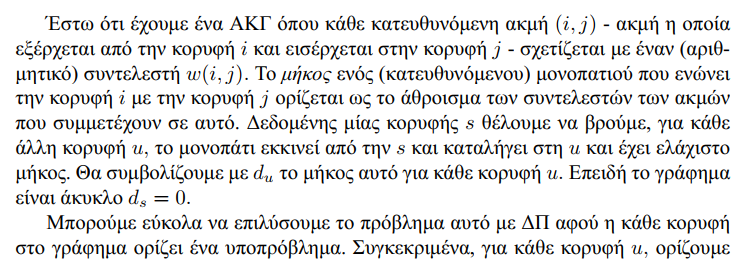 Έστω ότι έχουμε ένα ΑΚΓ όπου κάθε κατευθυνόμενη ακμή (i, j) - ακμή η οποία
εξέρχεται από την κορυφή i και εισέρχεται στην κορυφή j - σχετίζεται με έναν (αριθ-
μητικό) συντελεστή w(i, j). Το μήκος ενός (κατευθυνόμενου) μονοπατιού που ενώνει
την κορυφή i με την κορυφή j ορίζεται ως το άθροισμα των συντελεστών των ακμών
που συμμετέχουν σε αυτό. Δεδομένης μίας κορυφής s θέλουμε να βρούμε, για κάθε
άλλη κορυφή u, το μονοπάτι εκκινεί από την s και καταλήγει στη u και έχει ελάχιστο
μήκος. Θα συμβολίζουμε με d_u το μήκος αυτό για κάθε κορυφή u. Επειδή το γράφημα
είναι άκυκλο d_s = 0.
Μπορούμε εύκολα να επιλύσουμε το πρόβλημα αυτό με ΔΠ αφού η κάθε κορυφή
στο γράφημα ορίζει ένα υποπρόβλημα. Συγκεκριμένα, για κάθε κορυφή u, ορίζουμε